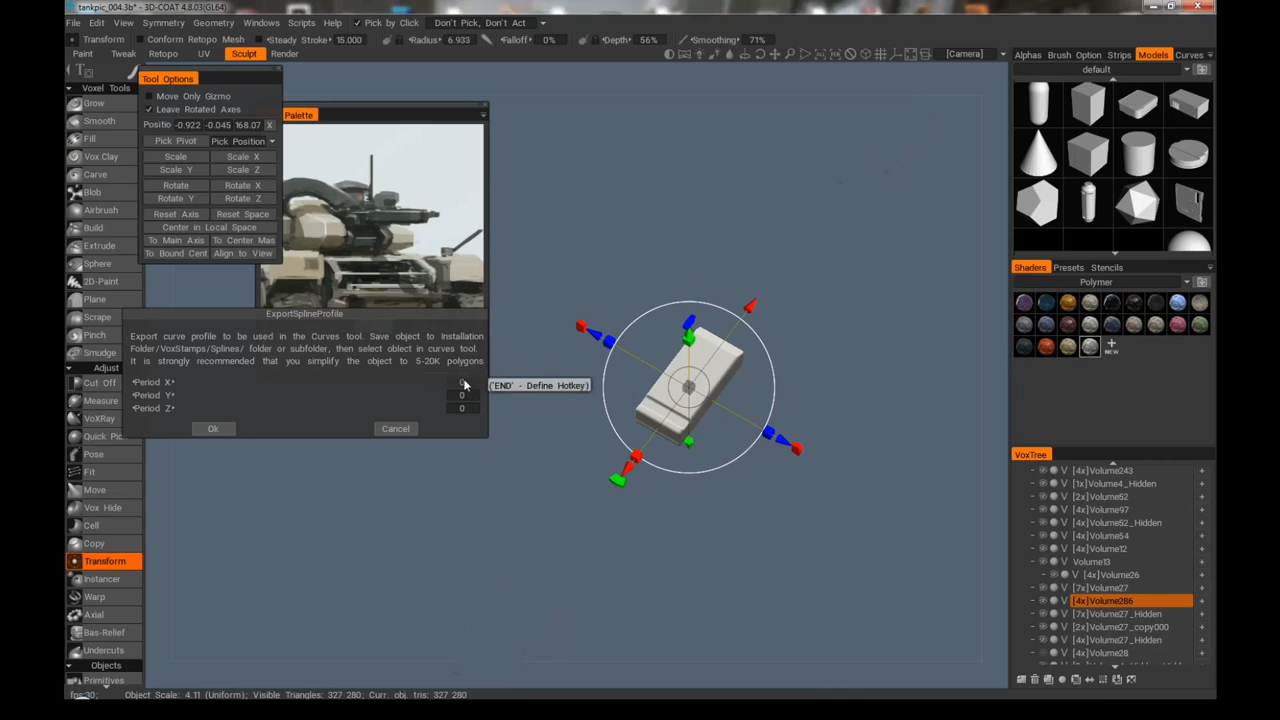 tankpic_004.3b* - 3D-COAT 4.8.03(GL64)
File Edit View Symmetry Geometry Windows Scripts Help Pick by Click Don't Pick, Don't Act
Transform Conform Retopo Mesh Steady Stroke 15.000 Radius 6.933 Falloff 0% Depth 56% Smoothing 71%
Paint Tweak Retopo UV Sculpt Render [Camera]
Alphas Brush Option Strips Models Curves
default
Voxel Tools
Grow
Smooth
Fill
Vox Clay
Carve
Blob
Airbrush
Build
Extrude
Sphere
2D-Paint
Plane
Scrape
Pinch
Smudge
Adjust
Cut Off
Measure
VoXRay
Quick Pic
Pose
Fit
Move
Vox Hide
Cell
Copy
Transform
Instancer
Warp
Axial
Bas-Relief
Undercuts
Objects
Primitives
Tool Options
Move Only Gizmo
Leave Rotated Axes
Positio -0.922 -0.045 168.07 X
Pick Pivot Pick Position
Scale Scale X
Scale Y Scale Z
Rotate Rotate X
Rotate Y Rotate Z
Reset Axis Reset Space
Center in Local Space
To Main Axis To Center Mas
To Bound Cent Align to View
Palette
ExportSplineProfile
Export curve profile to be used in the Curves tool. Save object to Installation
Folder/VoxStamps/Splines/ folder or subfolder, then select oblect in curves tool.
It is strongly recommended that you simplify the object to 5-20K polygons
Period X 0
Period Y 0
Period Z 0
Ok Cancel
('END' - Define Hotkey)
Shaders Presets Stencils
Polymer
NEW
VoxTree
[4x]Volume243
[1x]Volume4_Hidden
[2x]Volume52
[4x]Volume97
[4x]Volume52_Hidden
[4x]Volume54
[4x]Volume12
Volume13
[4x]Volume26
[7x]Volume27
[4x]Volume286
[7x]Volume27_Hidden
[2x]Volume27_copy000
[4x]Volume27_Hidden
[4x]Volume28
fps:30; Object Scale: 4.11 (Uniform); Visible Triangles: 327 280; Curr. obj. tris: 327 280